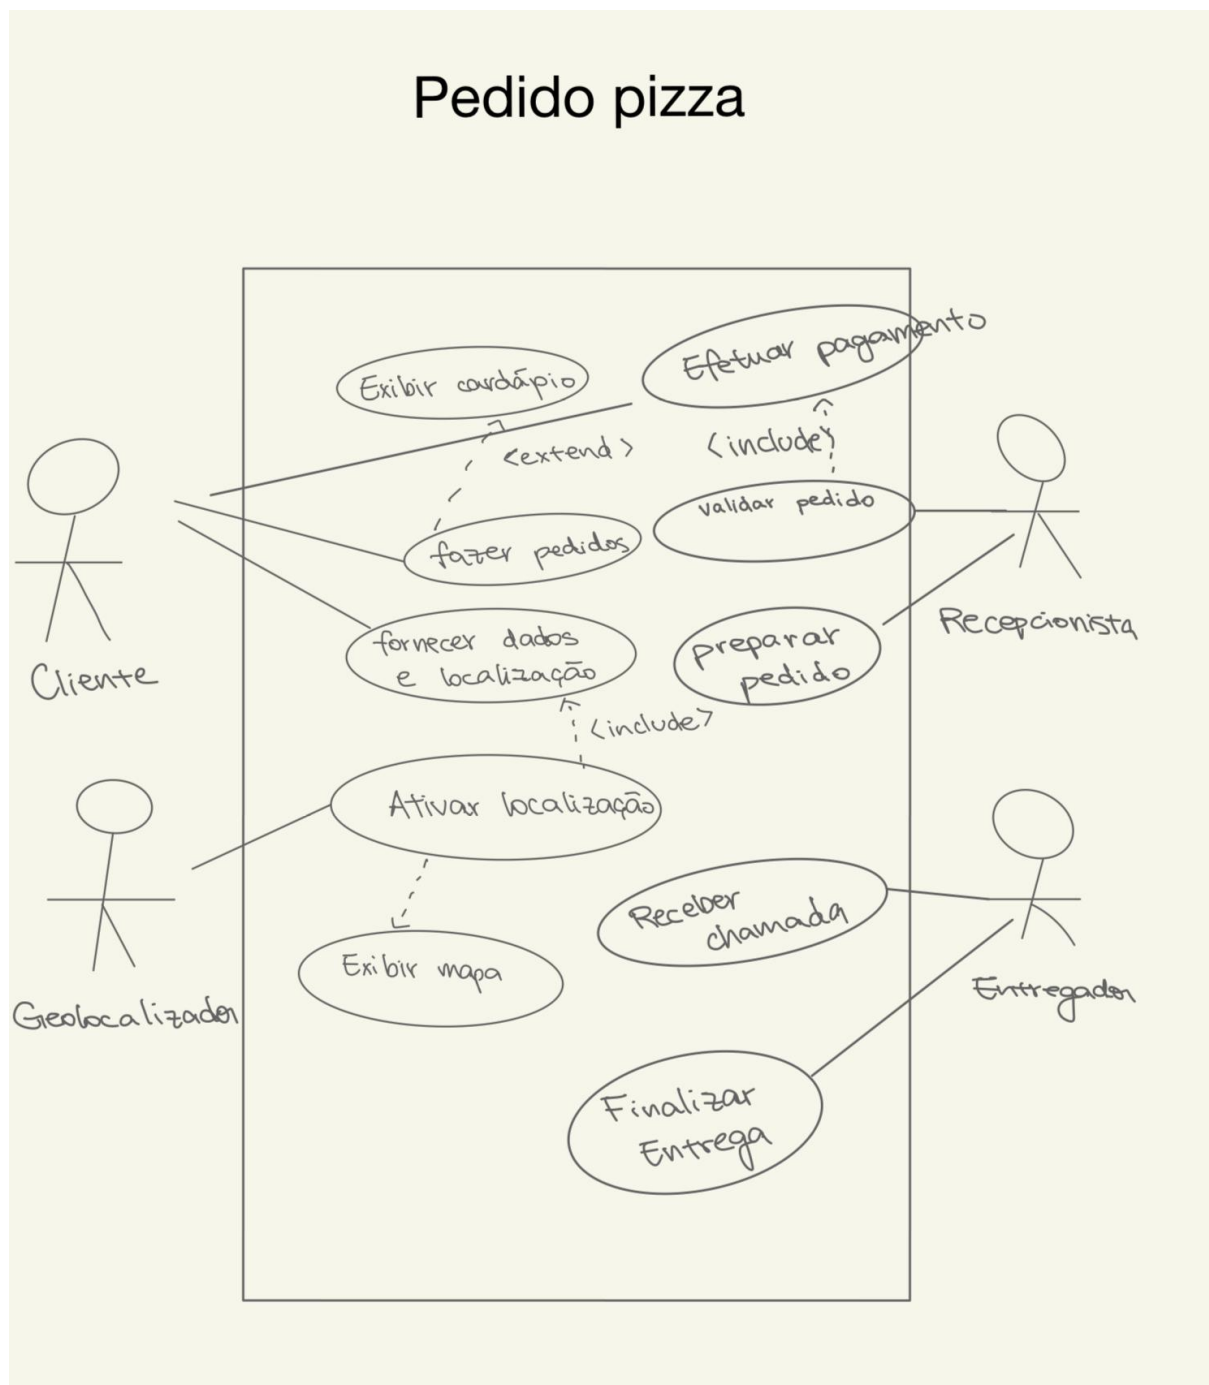 Pedido pizza
Efetuar pagamento
Exibir cardápio
<extend>
<include>
validar pedido
fazer pedidos
Recepcionista
fornecer dados
e localização
preparar
pedido
Cliente
<include>
Ativar localização
Receber
chamada
Exibir mapa
Entregador
Geolocalizador
Finalizar
Entrega